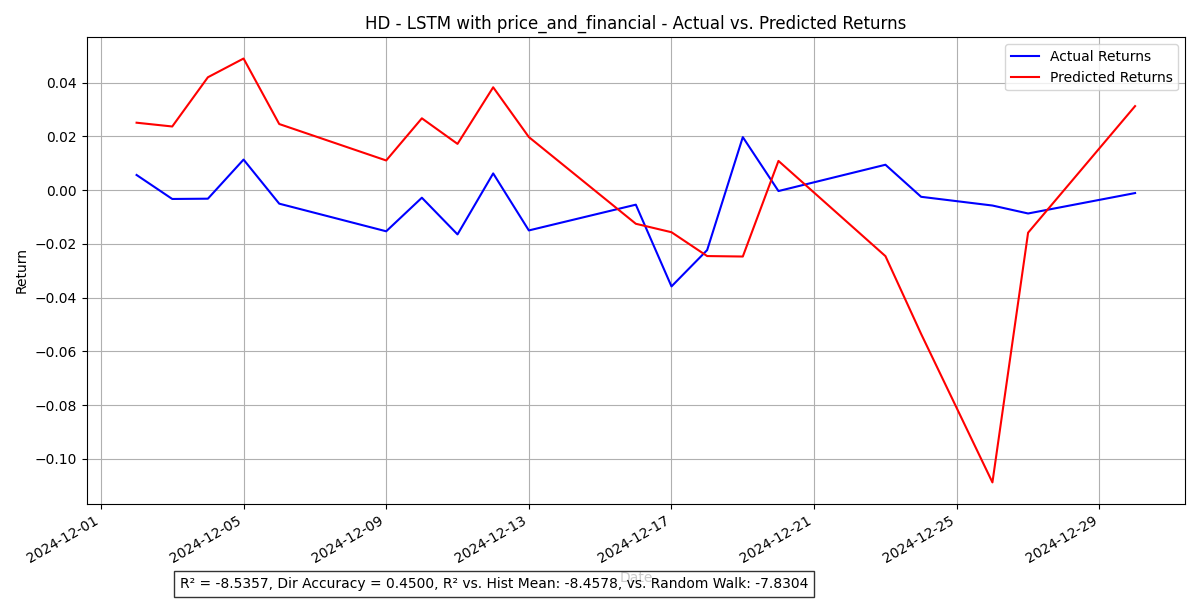 HD - LSTM with price_and_financial - Actual vs. Predicted Returns
Actual Returns
Predicted Returns
Return
0.04
0.02
0.00
−0.02
−0.04
−0.06
−0.08
−0.10
2024-12-01
2024-12-05
2024-12-09
2024-12-13
2024-12-17
2024-12-21
2024-12-25
2024-12-29
Date
R² = -8.5357, Dir Accuracy = 0.4500, R² vs. Hist Mean: -8.4578, vs. Random Walk: -7.8304